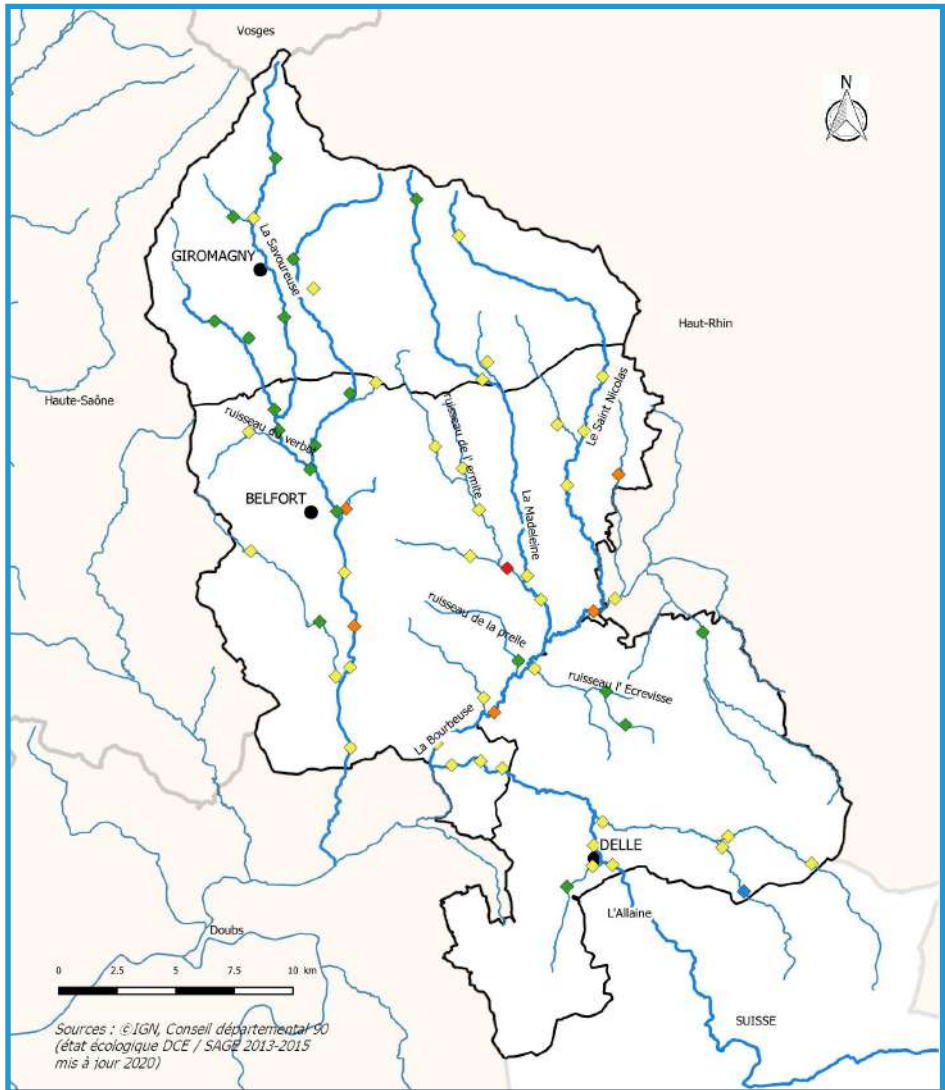 Vosges
N
GIROMAGNY
La Savoureuse
Haut-Rhin
Haute-Saône
ruisseau du verbot
ruisseau de l' ermite
Le Saint Nicolas
BELFORT
La Madeleine
ruisseau de la prelle
ruisseau l' Ecrevisse
La Bourbeuse
DELLE
L'Allaine
Doubs
0 2.5 5 7.5 10 km
SUISSE
Sources : ©IGN, Conseil départemental 90
(état écologique DCE / SAGE 2013-2015
mis à jour 2020)